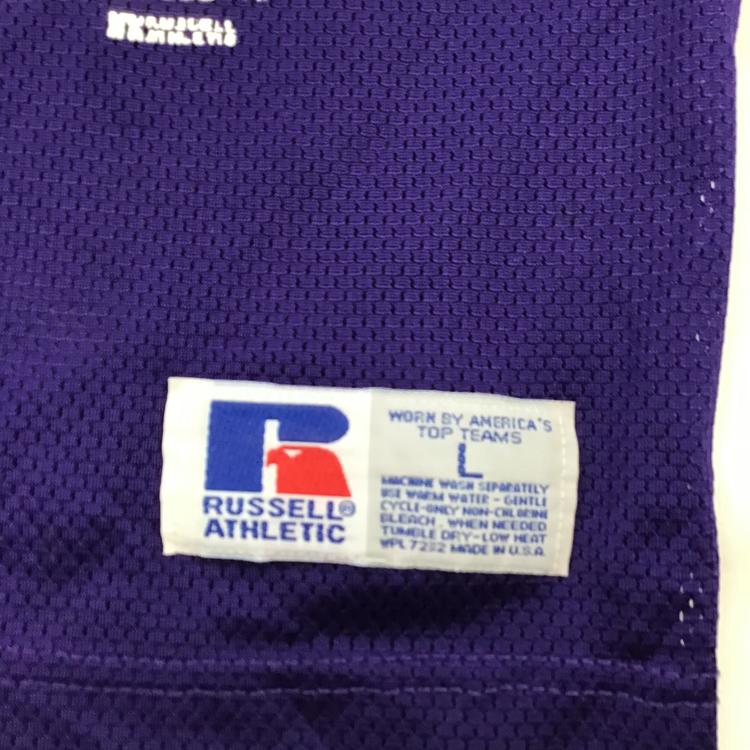 RUSSELL
ATHLETIC
RUSSELL®
ATHLETIC
WORN BY AMERICA'S
TOP TEAMS
L
MACHINE WASH SEPARATELY
USE WARM WATER - GENTLE
CYCLE-ONLY NON-CHLORINE
BLEACH. WHEN NEEDED
TUMBLE DRY-LOW HEAT
WPL 7292 MADE IN U.S.A.